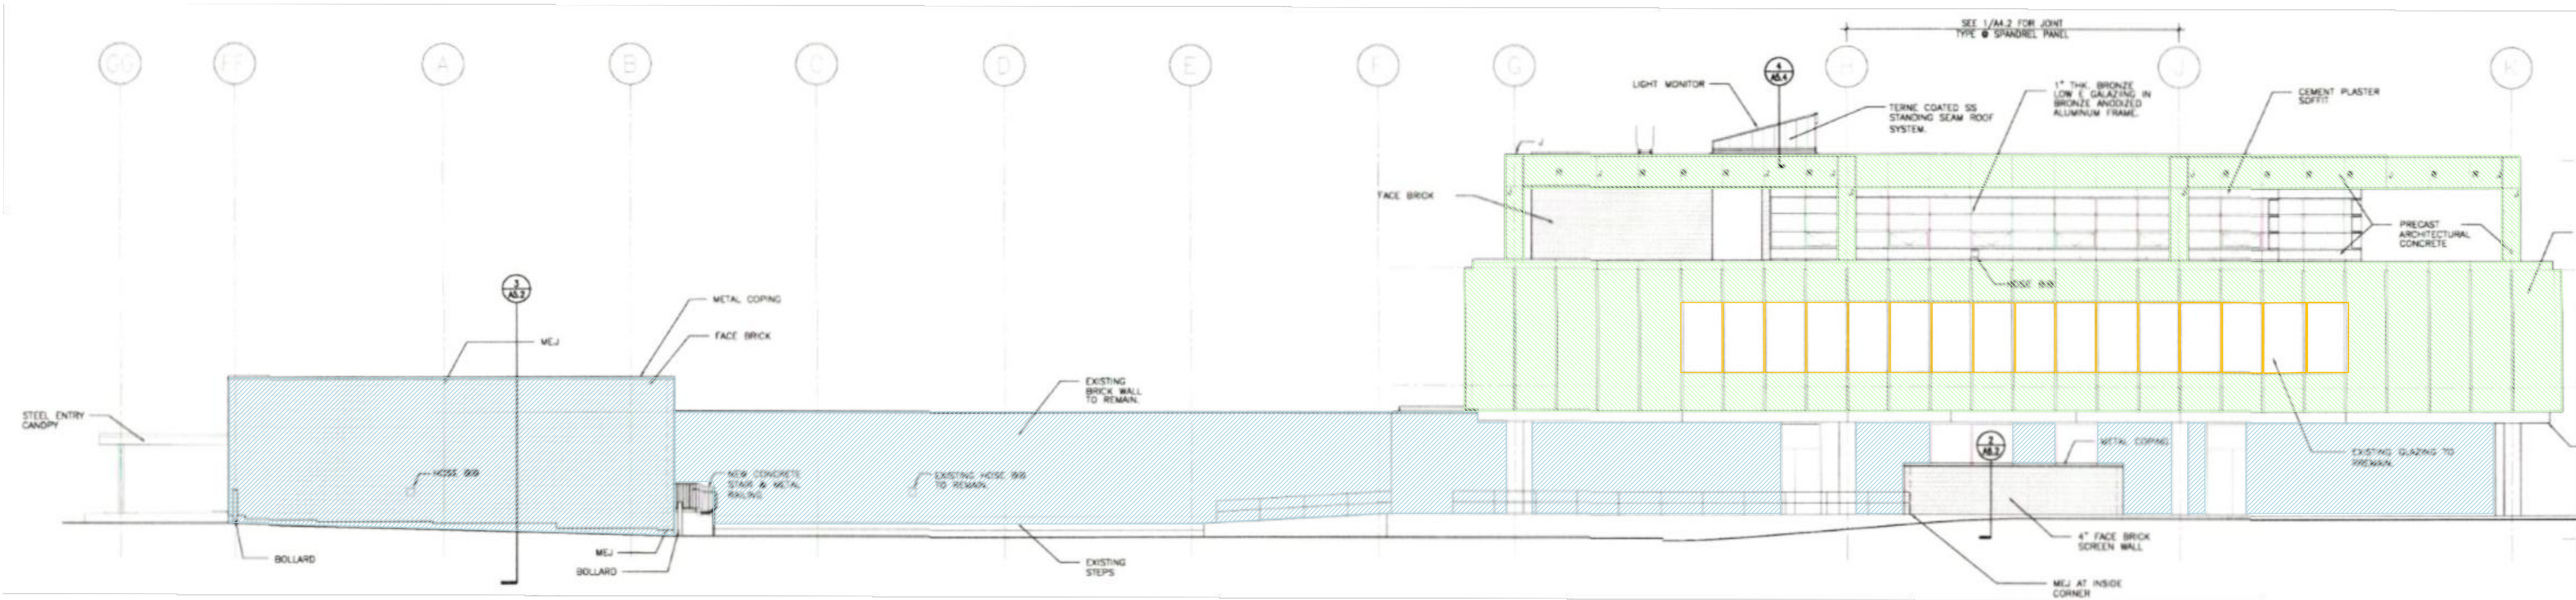 SEE 1/A4.2 FOR JOINT
TYPE @ SPANDREL PANEL
GG
FF
A
B
C
D
E
F
G
H
J
K
4
A5.4
LIGHT MONITOR
TERNE COATED SS
STANDING SEAM ROOF
SYSTEM.
1" THK. BRONZE
LOW E GALAZING IN
BRONZE ANODIZED
ALUMINUM FRAME.
CEMENT PLASTER
SOFFIT
FACE BRICK
PRECAST
ARCHITECTURAL
CONCRETE
HOSE BIB
3
A5.2
METAL COPING
FACE BRICK
MEJ
EXISTING
BRICK WALL
TO REMAIN.
STEEL ENTRY
CANOPY
HOSE BIB
NEW CONCRETE
STAIR & METAL
RAILING
EXISTING HOSE BIB
TO REMAIN.
2
A5.2
METAL COPING
EXISTING GLAZING TO
RREMAIN.
BOLLARD
MEJ
BOLLARD
EXISTING
STEPS
4" FACE BRICK
SCREEN WALL
MEJ AT INSIDE
CORNER